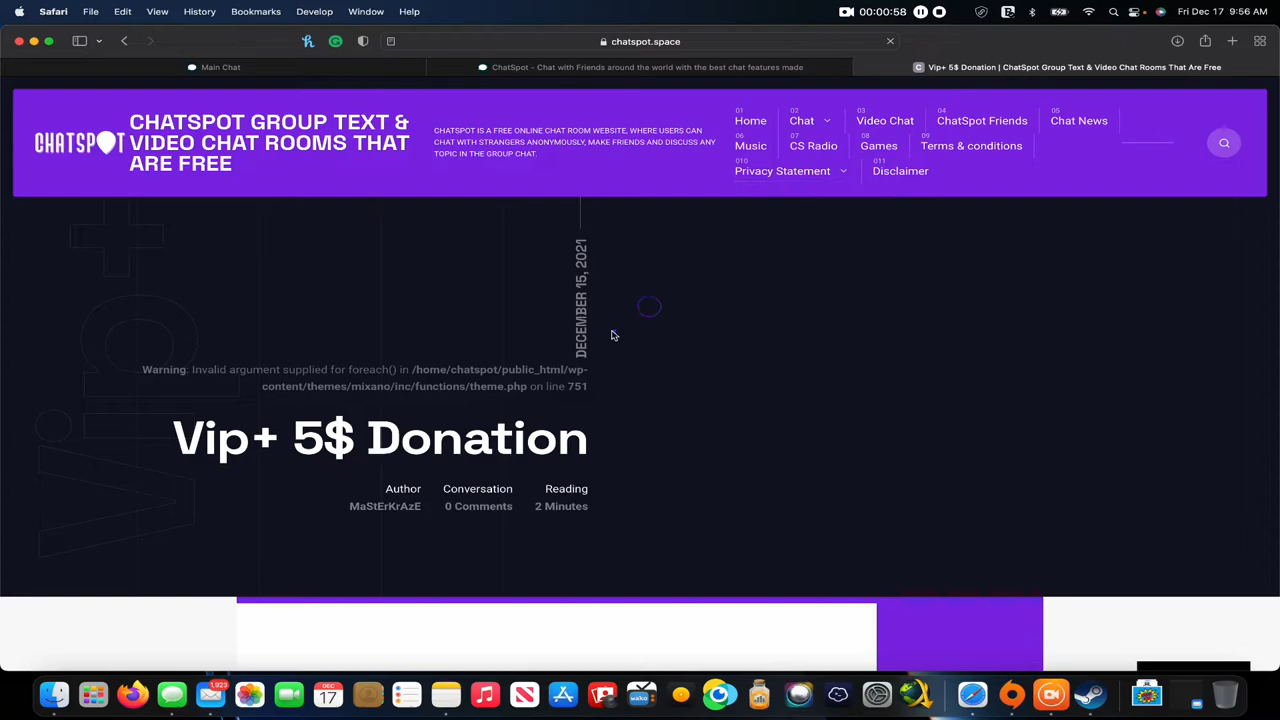 Safari File Edit View History Bookmarks Develop Window Help 00:00:58 Fri Dec 17 9:56 AM
chatspot.space
Main Chat
ChatSpot - Chat with Friends around the world with the best chat features made
Vip+ 5$ Donation | ChatSpot Group Text & Video Chat Rooms That Are Free
CHATSPOT
CHATSPOT GROUP TEXT &
VIDEO CHAT ROOMS THAT
ARE FREE
CHATSPOT IS A FREE ONLINE CHAT ROOM WEBSITE, WHERE USERS CAN
CHAT WITH STRANGERS ANONYMOUSLY, MAKE FRIENDS AND DISCUSS ANY
TOPIC IN THE GROUP CHAT.
01 02 03 04 05
Home Chat Video Chat ChatSpot Friends Chat News
06 07 08 09
Music CS Radio Games Terms & conditions
010 011
Privacy Statement Disclaimer
Vip+
DECEMBER 15, 2021
Warning: Invalid argument supplied for foreach() in /home/chatspot/public_html/wp-
content/themes/mixano/inc/functions/theme.php on line 751
Vip+ 5$ Donation
Author Conversation Reading
MaStErKrAzE 0 Comments 2 Minutes
1,923
DEC
17
wako